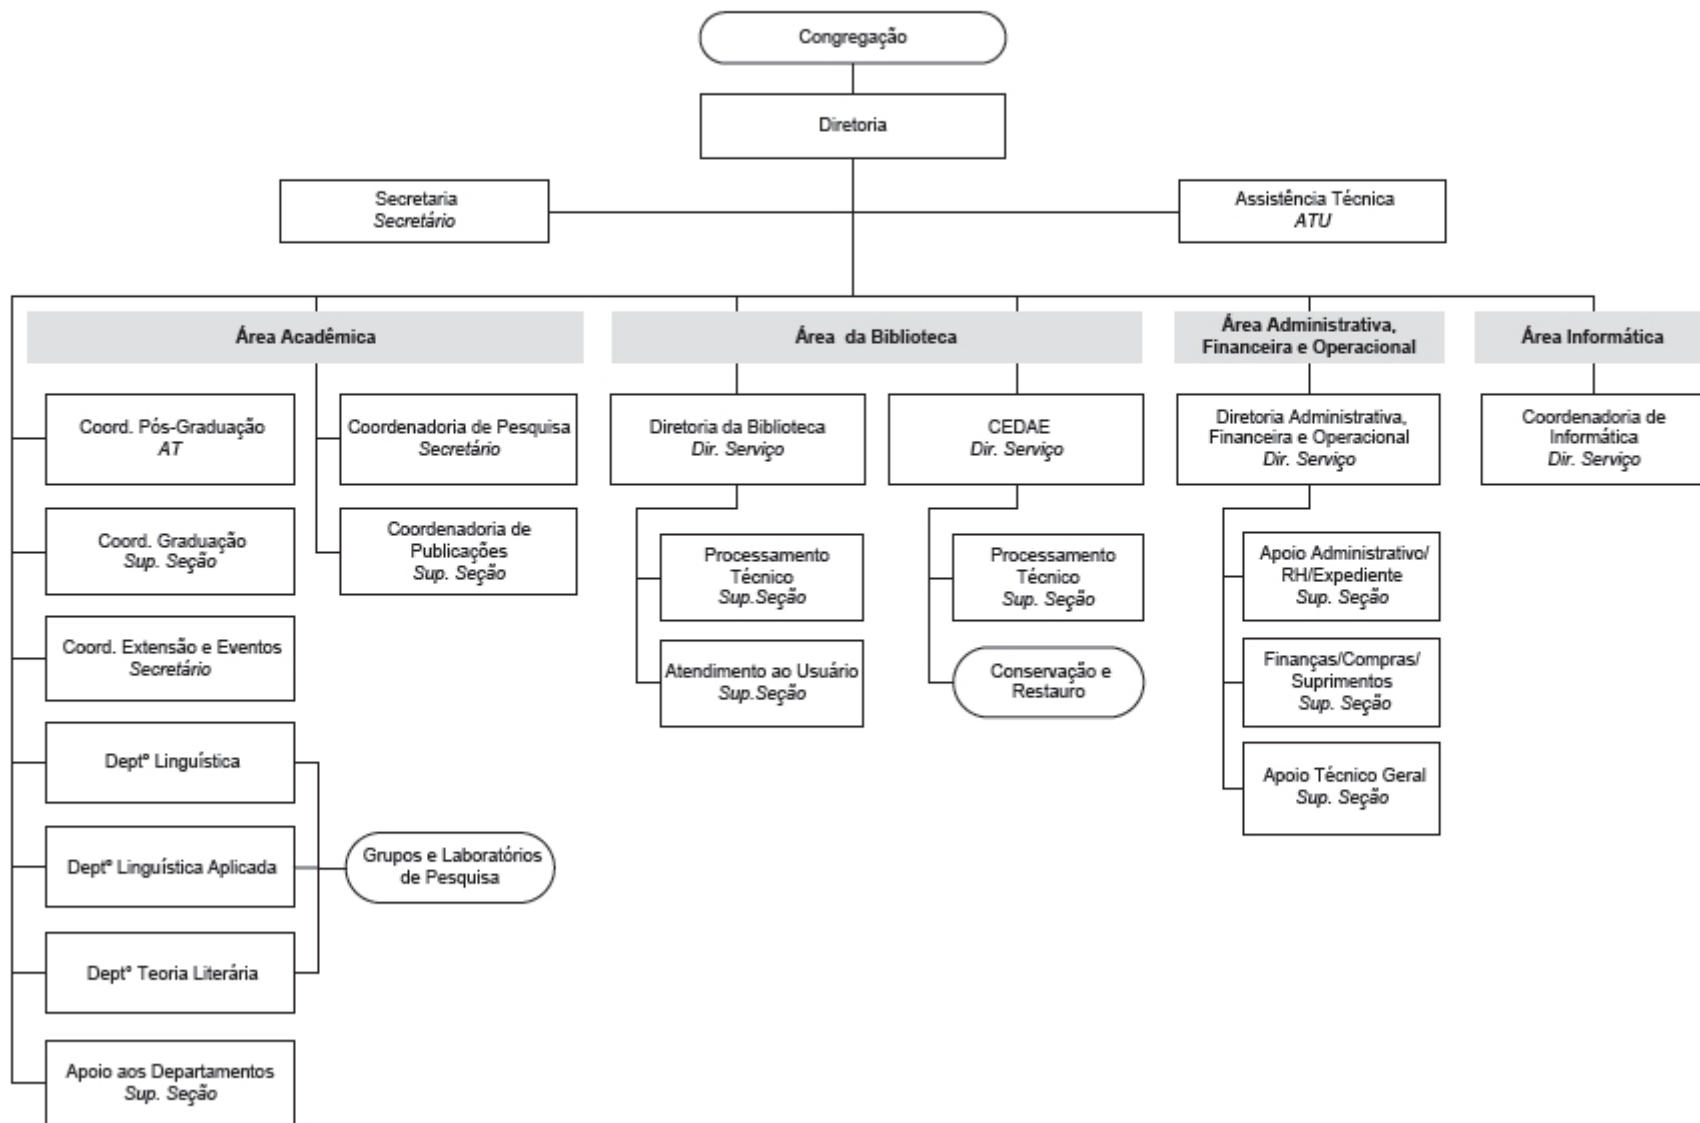 Congregação
Diretoria
Secretaria
Secretário
Assistência Técnica
ATU
Área Acadêmica
Área da Biblioteca
Área Administrativa,
Financeira e Operacional
Área Informática
Coord. Pós-Graduação
AT
Coordenadoria de Pesquisa
Secretário
Diretoria da Biblioteca
Dir. Serviço
CEDAE
Dir. Serviço
Diretoria Administrativa,
Financeira e Operacional
Dir. Serviço
Coordenadoria de
Informática
Dir. Serviço
Coord. Graduação
Sup. Seção
Coordenadoria de
Publicações
Sup. Seção
Processamento
Técnico
Sup.Seção
Processamento
Técnico
Sup. Seção
Apoio Administrativo/
RH/Expediente
Sup. Seção
Coord. Extensão e Eventos
Secretário
Atendimento ao Usuário
Sup.Seção
Conservação e
Restauro
Finanças/Compras/
Suprimentos
Sup. Seção
Deptº Linguística
Apoio Técnico Geral
Sup. Seção
Deptº Linguística Aplicada
Grupos e Laboratórios
de Pesquisa
Deptº Teoria Literária
Apoio aos Departamentos
Sup. Seção